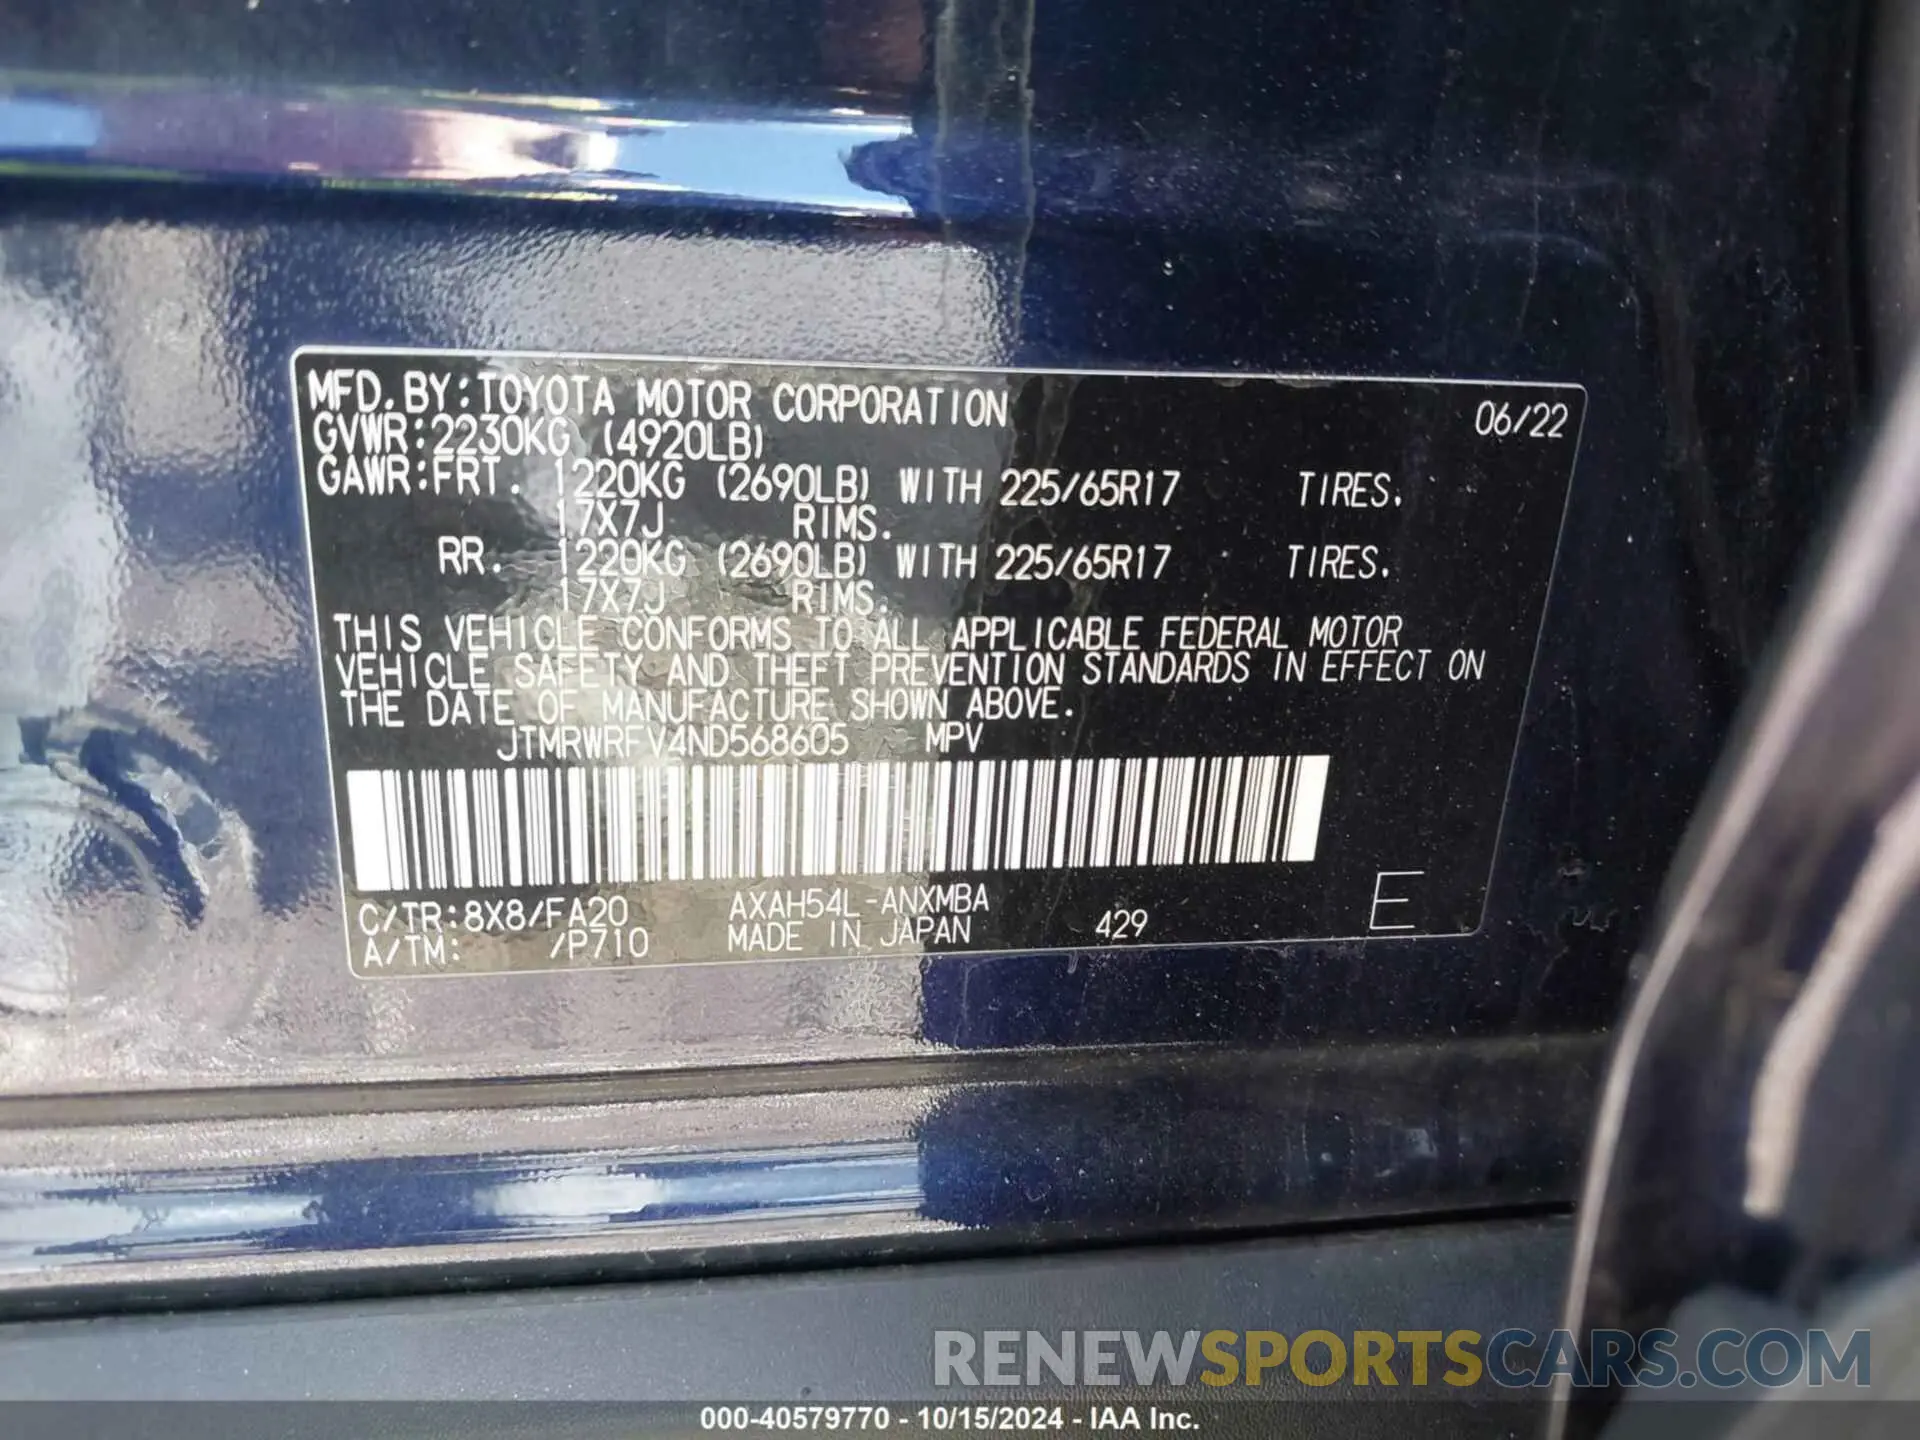 MFD.BY:TOYOTA MOTOR CORPORATION 06/22
GVWR:2230KG (4920LB)
GAWR:FRT. 1220KG (2690LB) WITH 225/65R17 TIRES.
17X7J RIMS.
RR. 1220KG (2690LB) WITH 225/65R17 TIRES.
17X7J RIMS.
THIS VEHICLE CONFORMS TO ALL APPLICABLE FEDERAL MOTOR
VEHICLE SAFETY AND THEFT PREVENTION STANDARDS IN EFFECT ON
THE DATE OF MANUFACTURE SHOWN ABOVE.
JTMRWRFV4ND568605 MPV
C/TR:8X8/FA20 AXAH54L-ANXMBA
A/TM: /P710 MADE IN JAPAN 429 E
RENEWSPORTSCARS.COM
000-40579770 - 10/15/2024 - IAA Inc.